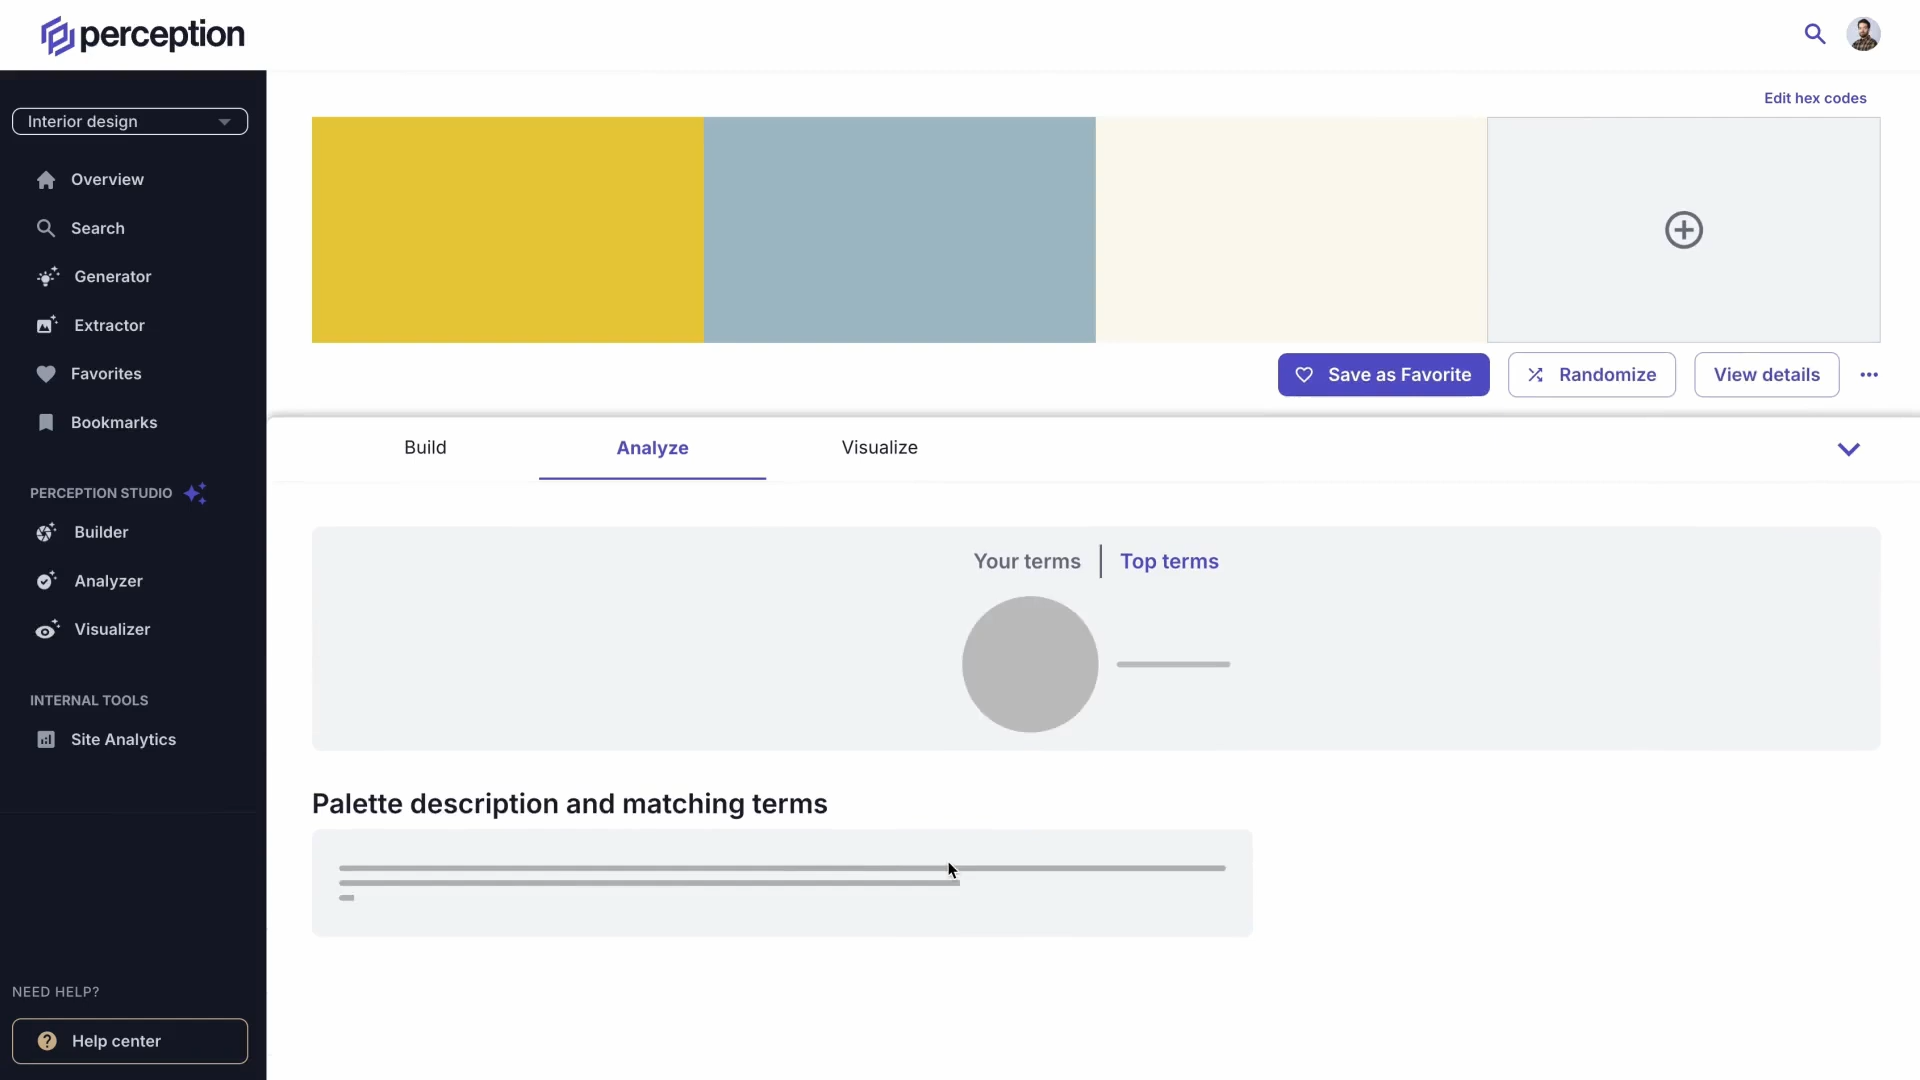 perception
Edit hex codes
Interior design
Overview
Search
Generator
Extractor
Favorites
Bookmarks
PERCEPTION STUDIO
Builder
Analyzer
Visualizer
INTERNAL TOOLS
Site Analytics
NEED HELP?
? Help center
Save as Favorite
Randomize
View details
Build
Analyze
Visualize
Your terms | Top terms
Palette description and matching terms